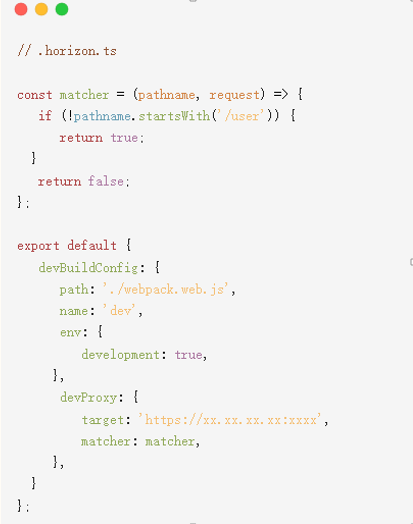 // .horizon.ts
const matcher = (pathname, request) => {
if (!pathname.startsWith('/user')) {
return true;
}
return false;
};
export default {
devBuildConfig: {
path: './webpack.web.js',
name: 'dev',
env: {
development: true,
},
devProxy: {
target: 'https://xx.xx.xx.xx:xxxx',
matcher: matcher,
},
}
};